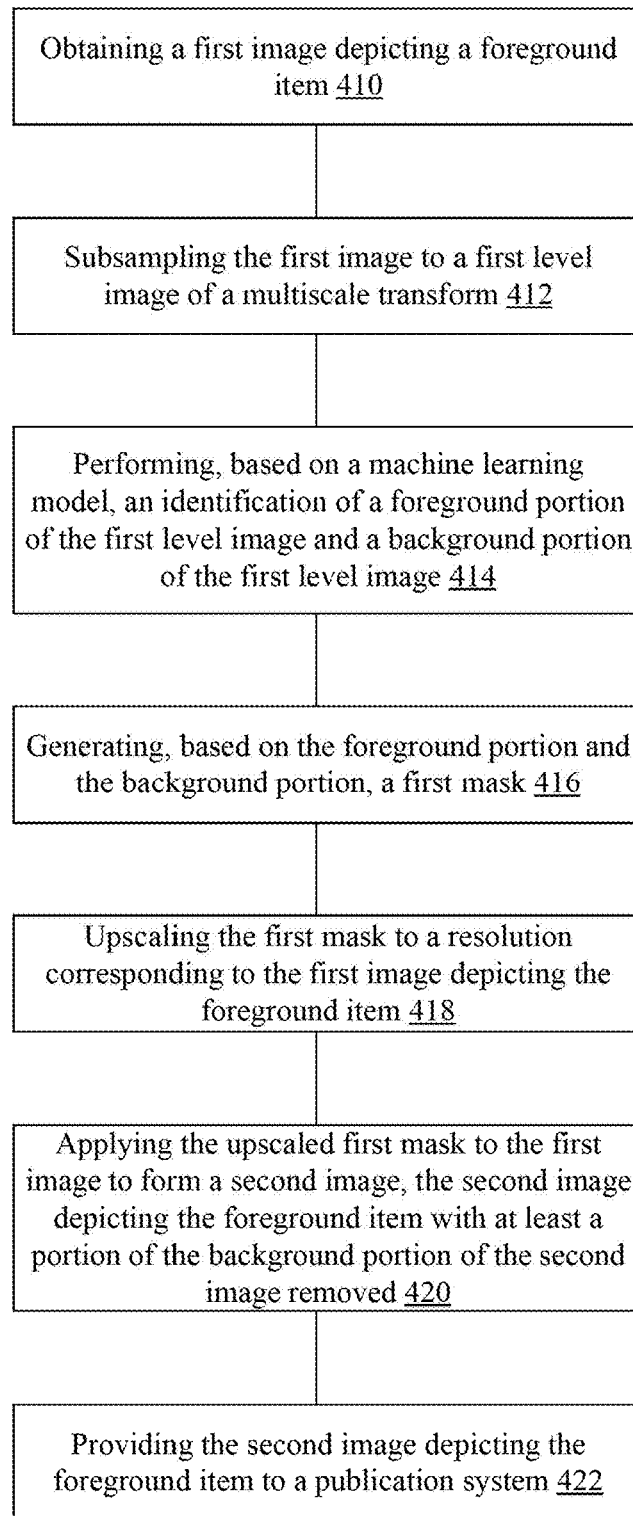 Obtaining a first image depicting a foreground
item 410
Subsampling the first image to a first level
image of a multiscale transform 412
Performing, based on a machine learning
model, an identification of a foreground portion
of the first level image and a background portion
of the first level image 414
Generating, based on the foreground portion and
the background portion, a first mask 416
Upscaling the first mask to a resolution
corresponding to the first image depicting the
foreground item 418
Applying the upscaled first mask to the first
image to form a second image, the second image
depicting the foreground item with at least a
portion of the background portion of the second
image removed 420
Providing the second image depicting the
foreground item to a publication system 422